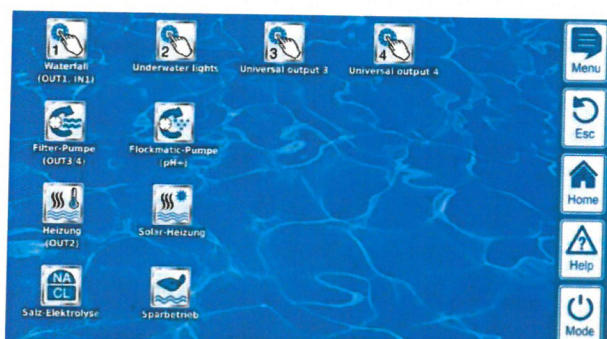 1
Waterfall
(OUT1, IN1)
2
Underwater lights
3
Universal output 3
4
Universal output 4
Menu
Filter-Pumpe
(OUT3/4)
Flockmatic-Pumpe
(pH+)
Esc
Heizung
(OUT2)
Solar-Heizung
Home
?
Help
NA
CL
Salz-Elektrolyse
Sparbetrieb
Mode